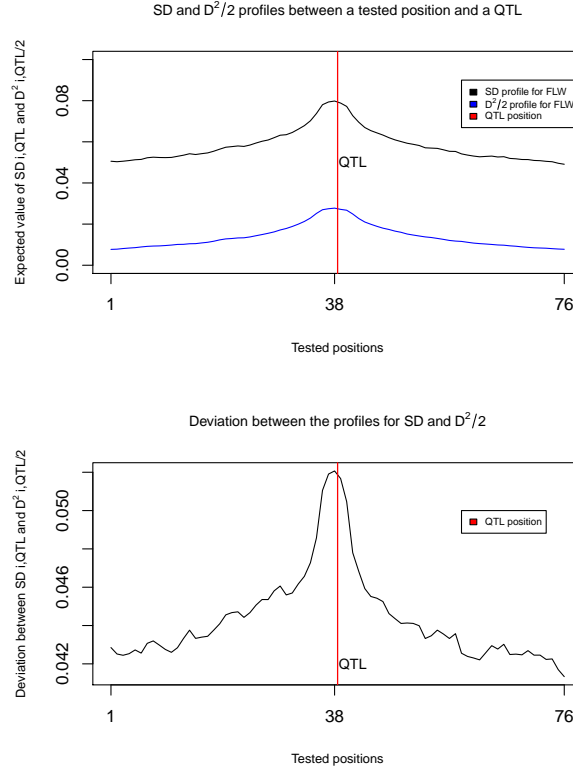 SD and D²/2 profiles between a tested position and a QTL
Expected value of SD i,QTL and D² i,QTL/2
0.00
0.04
0.08
SD profile for FLW
D²/2 profile for FLW
QTL position
QTL
1
38
76
Tested positions
Deviation between the profiles for SD and D²/2
Deviation between SD i,QTL and D² i,QTL/2
0.042
0.046
0.050
QTL position
QTL
1
38
76
Tested positions